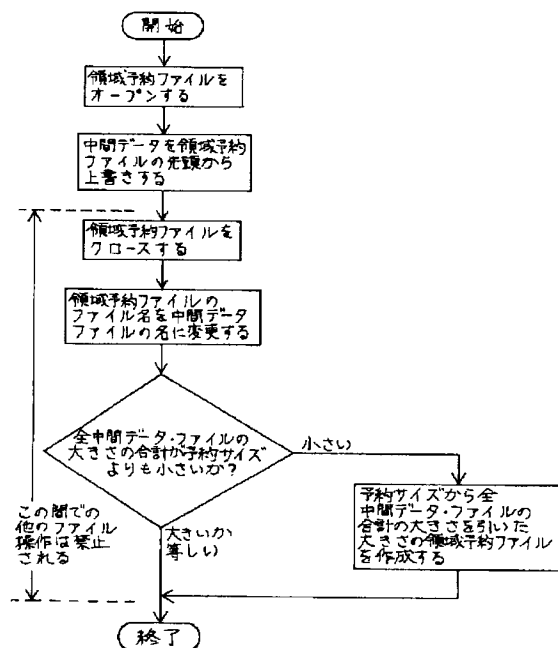 開始
領域予約ファイルを
オープンする
中間データを領域予約
ファイルの先頭から
上書きする
領域予約ファイルを
クローズする
領域予約ファイルの
ファイル名を中間データ
ファイルの名に変更する
全中間データ・ファイルの
大きさの合計が予約サイズ
よりも小さいか?
小さい
予約サイズから全
中間データ・ファイルの
合計の大きさを引いた
大きさの領域予約ファイル
を作成する
大きいか
等しい
この間での
他のファイル
操作は禁止
される
終了